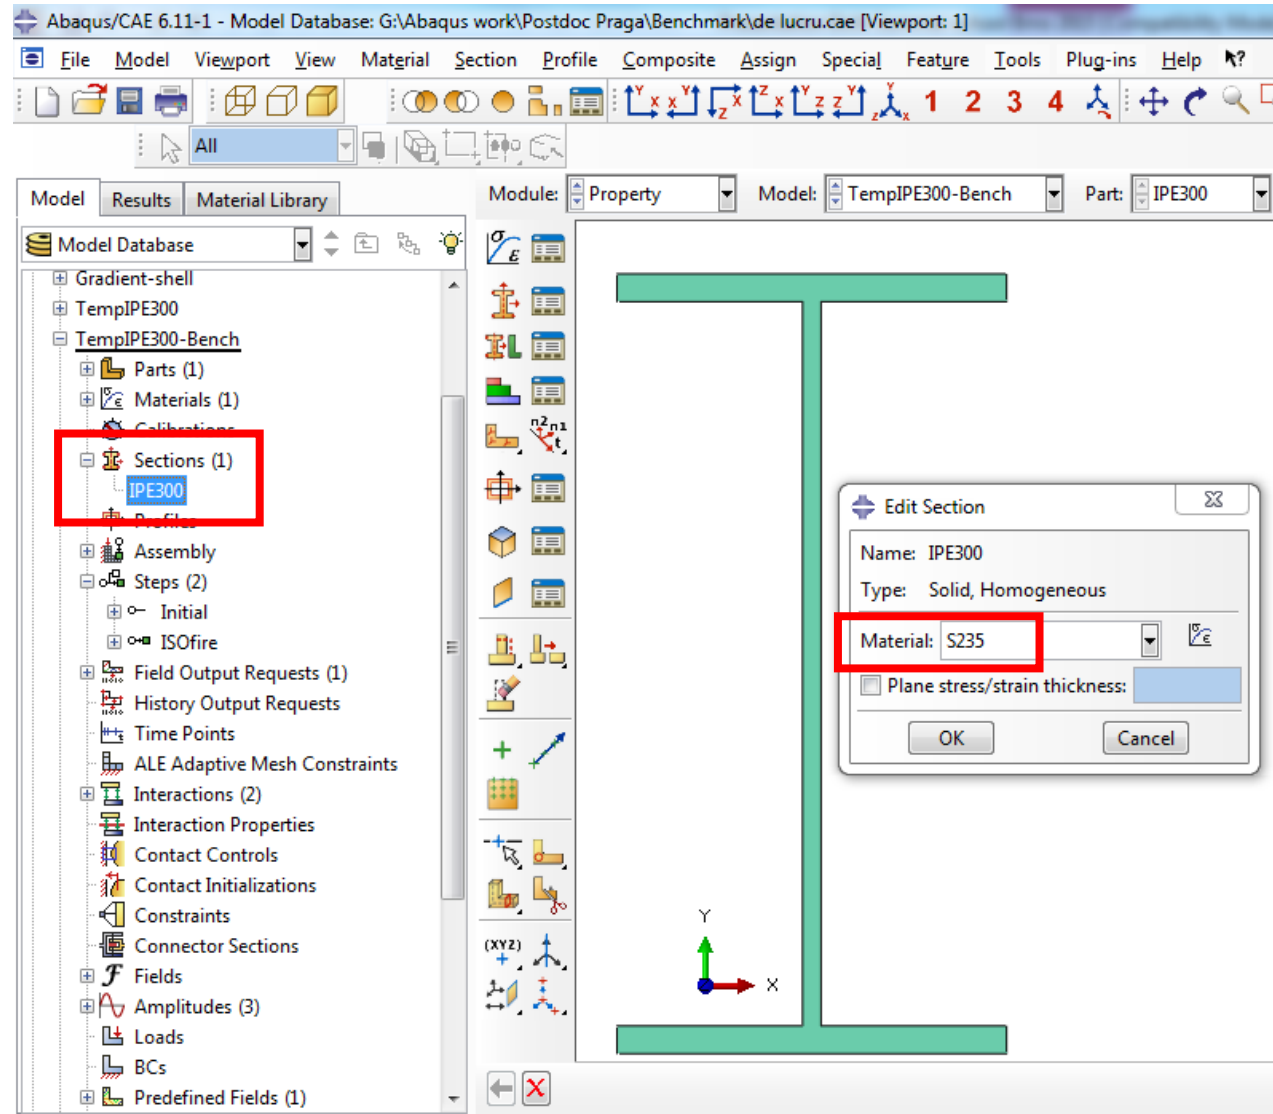 Abaqus/CAE 6.11-1 - Model Database: G:\Abaqus work\Postdoc Praga\Benchmark\de lucru.cae [Viewport: 1]
File Model Viewport View Material Section Profile Composite Assign Special Feature Tools Plug-ins Help ?
1 2 3 4
All
Model Results Material Library
Module: Property Model: TempIPE300-Bench Part: IPE300
Model Database
Gradient-shell
TempIPE300
TempIPE300-Bench
Parts (1)
Materials (1)
Calibrations
Sections (1)
IPE300
Profiles
Assembly
Steps (2)
Initial
ISOfire
Field Output Requests (1)
History Output Requests
Time Points
ALE Adaptive Mesh Constraints
Interactions (2)
Interaction Properties
Contact Controls
Contact Initializations
Constraints
Connector Sections
Fields
Amplitudes (3)
Loads
BCs
Predefined Fields (1)
σ ε
n2 n1 t
(XYZ)
Y
X
Edit Section
Name: IPE300
Type: Solid, Homogeneous
Material: S235
Plane stress/strain thickness:
OK Cancel